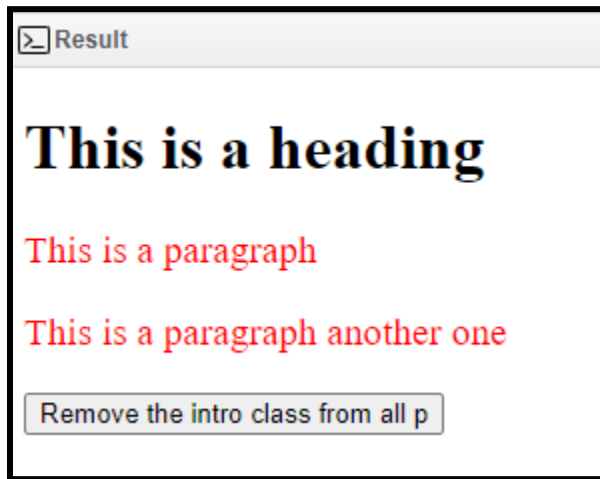 Result
This is a heading
This is a paragraph
This is a paragraph another one
Remove the intro class from all p